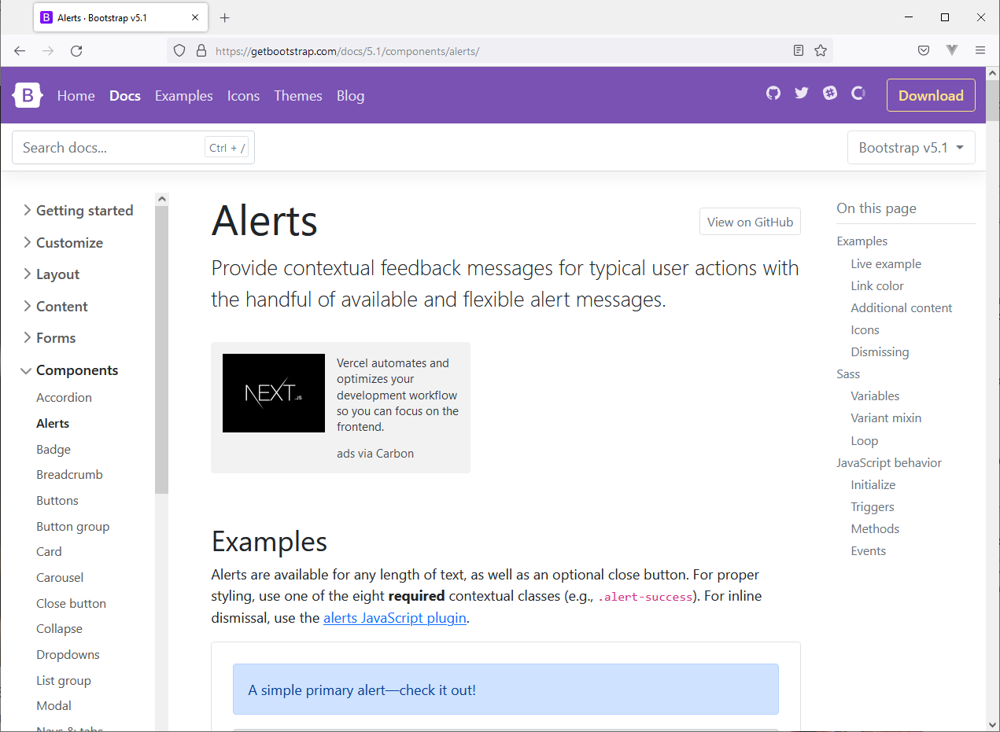 Alerts · Bootstrap v5.1
https://getbootstrap.com/docs/5.1/components/alerts/
B Home Docs Examples Icons Themes Blog Download
Search docs... Ctrl + / Bootstrap v5.1
Getting started
Customize
Layout
Content
Forms
Components
Accordion
Alerts
Badge
Breadcrumb
Buttons
Button group
Card
Carousel
Close button
Collapse
Dropdowns
List group
Modal
Navs & tabs
Alerts
View on GitHub
Provide contextual feedback messages for typical user actions with
the handful of available and flexible alert messages.
NEXT.JS
Vercel automates and
optimizes your
development workflow
so you can focus on the
frontend.
ads via Carbon
Examples
Alerts are available for any length of text, as well as an optional close button. For proper
styling, use one of the eight required contextual classes (e.g., .alert-success). For inline
dismissal, use the alerts JavaScript plugin.
A simple primary alert—check it out!
On this page
Examples
Live example
Link color
Additional content
Icons
Dismissing
Sass
Variables
Variant mixin
Loop
JavaScript behavior
Initialize
Triggers
Methods
Events